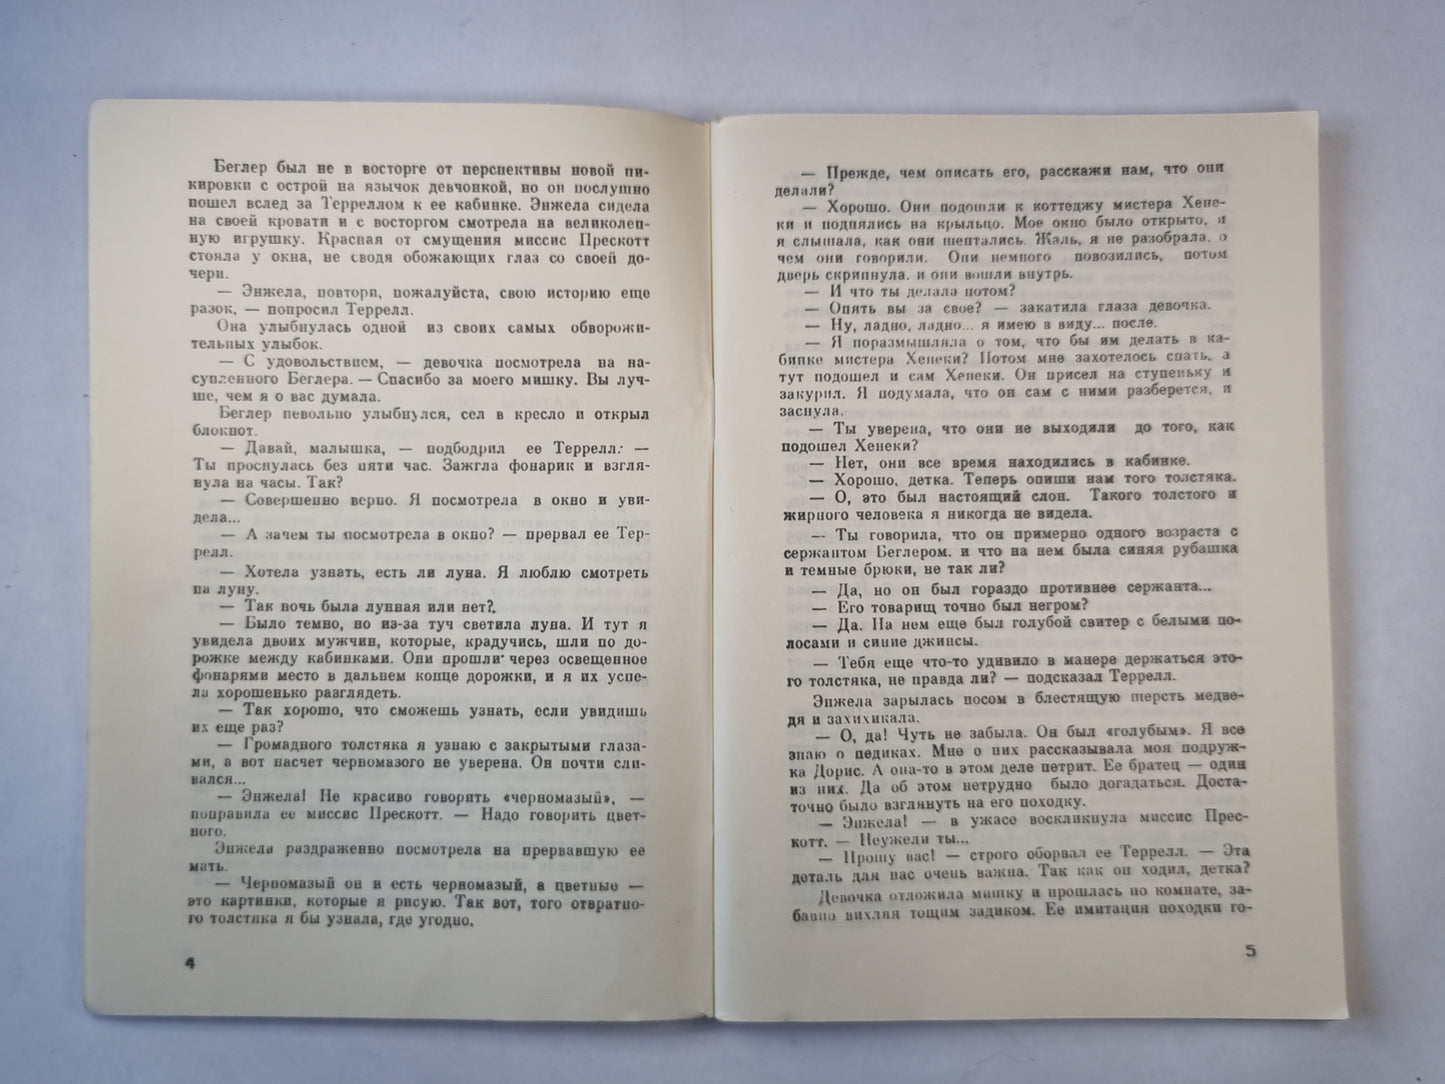 Беглер был не в восторге от перспективы новой пи-
кировки с острой на язычок девчонкой, но он послушно
пошел вслед за Терреллом к ее кабинке. Энжела сидела
на своей кровати и с восторгом смотрела на великолеп-
ную игрушку. Красная от смущения миссис Прескотт
стояла у окна, не сводя обожающих глаз со своей до-
чери.
— Энжела, повтори, пожалуйста, свою историю еще
разок, — попросил Террелл.
Она улыбнулась одной из своих самых обворожи-
тельных улыбок.
— С удовольствием, — девочка посмотрела на на-
супленного Беглера. — Спасибо за моего мишку. Вы луч-
ше, чем я о вас думала.
Беглер невольно улыбнулся, сел в кресло и открыл
блокнот.
— Давай, малышка, — подбодрил ее Террелл: —
Ты проснулась без пяти час. Зажгла фонарик и взгля-
нула на часы. Так?
— Совершенно верно. Я посмотрела в окно и уви-
дела...
— А зачем ты посмотрела в окно? — прервал ее Тер-
релл.
— Хотела узнать, есть ли луна. Я люблю смотреть
на луну.
— Так ночь была лунная или нет?
— Было темно, но из-за туч светила луна. И тут я
увидела двоих мужчин, которые, крадучись, шли по до-
рожке между кабинками. Они прошли через освещенное
фонарями место в дальнем конце дорожки, и я их успе-
ла хорошенько разглядеть.
— Так хорошо, что сможешь узнать, если увидишь
их еще раз?
— Громадного толстяка я узнаю с закрытыми глаза-
ми, а вот насчет черномазого не уверена. Он почти сли-
вался...
— Энжела! Не красиво говорить «черномазый», —
поправила ее миссис Прескотт. — Надо говорить цвет-
ного.
Энжела раздраженно посмотрела на прервавшую ее
мать.
— Черномазый он и есть черномазый, а цветные —
это картинки, которые я рисую. Так вот, того отвратно-
го толстяка я бы узнала, где угодно.
4
— Прежде, чем описать его, расскажи нам, что они
делали?
— Хорошо. Они подошли к коттеджу мистера Хене-
ки и поднялись на крыльцо. Мое окно было открыто, и
я слышала, как они шептались. Жаль, я не разобрала, о
чем они говорили. Они немного повозились, потом
дверь скрипнула, и они вошли внутрь.
— И что ты делала потом?
— Опять вы за свое? — закатила глаза девочка.
— Ну, ладно, ладно... я имею в виду... после.
— Я поразмышляла о том, что бы им делать в ка-
бинке мистера Хенеки? Потом мне захотелось спать, а
тут подошел и сам Хенеки. Он присел на ступеньку и
закурил. Я подумала, что он сам с ними разберется, и
заснула.
— Ты уверена, что они не выходили до того, как
подошел Хенеки?
— Нет, они все время находились в кабинке.
— Хорошо, детка. Теперь опиши нам того толстяка.
— О, это был настоящий слон. Такого толстого и
жирного человека я никогда не видела.
— Ты говорила, что он примерно одного возраста с
сержантом Беглером. и что на нем была синяя рубашка
и темные брюки, не так ли?
— Да, но он был гораздо противнее сержанта...
— Его товарищ точно был негром?
— Да. На нем еще был голубой свитер с белыми по-
лосами и синие джинсы.
— Тебя еще что-то удивило в манере держаться это-
го толстяка, не правда ли? — подсказал Террелл.
Энжела зарылась носом в блестящую шерсть медве-
дя и захихикала.
— О, да! Чуть не забыла. Он был «голубым». Я все
знаю о педиках. Мне о них рассказывала моя подруж-
ка Дорис. А она-то в этом деле петрит. Ее братец — один
из них. Да об этом нетрудно было догадаться. Доста-
точно было взглянуть на его походку.
— Энжела! — в ужасе воскликнула миссис Прес-
котт. — Неужели ты...
— Прошу вас! — строго оборвал ее Террелл. — Эта
деталь для нас очень важна. Так как он ходил, детка?
Девочка отложила мишку и прошлась по комнате, за-
бавно вихляя тощим задиком. Ее имитация походки го-
5